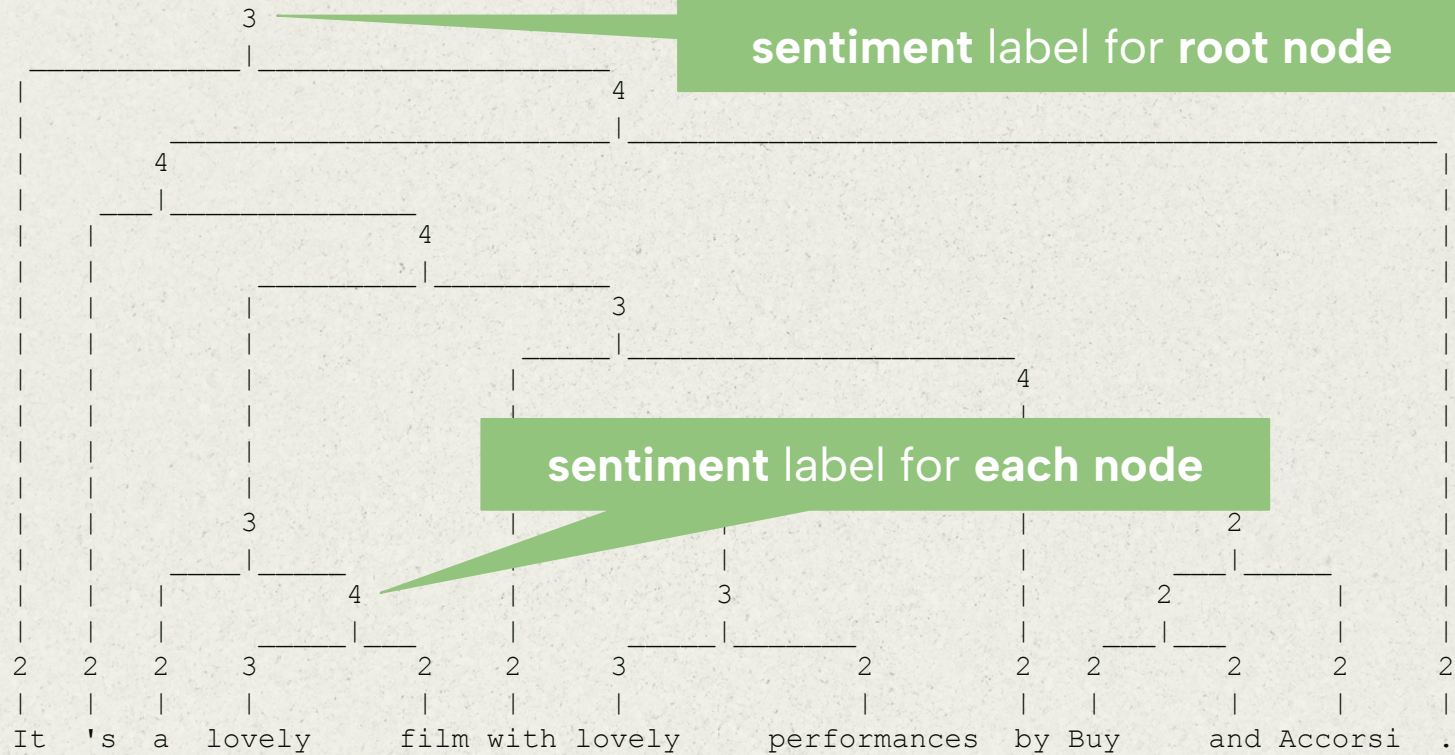 3
sentiment label for root node
4
4
4
3
4
sentiment label for each node
3 2
4 3 2
2 2 2 3 2 2 3 2 2 2 2 2 2
It 's a lovely film with lovely performances by Buy and Accorsi .